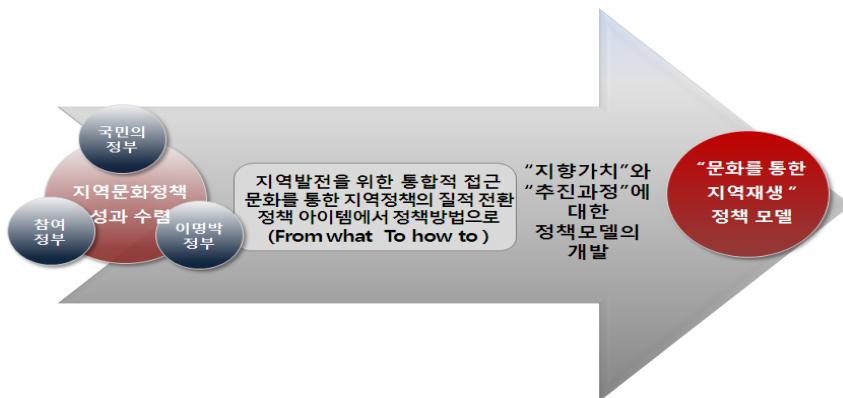 국민의
정부
지역문화정책
성과 수렴
참여
정부
이명박
정부
지역발전을 위한 통합적 접근
문화를 통한 지역정책의 질적 전환
정책 아이템에서 정책방법으로
(From what To how to )
“지향가치”와
“추진과정”에
대한
정책모델의
개발
“문화를 통한
지역재생 “
정책 모델